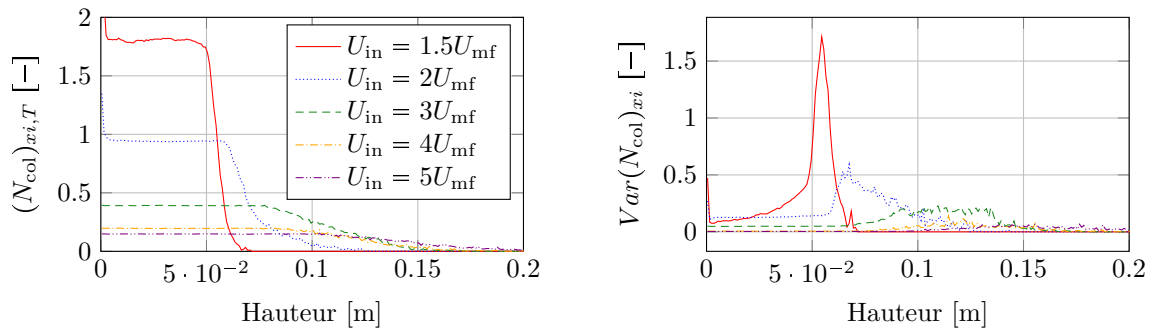 2
1.5
1
0.5
0
0
5 · 10⁻²
0.1
0.15
0.2
Hauteur [m]
(N_col)_{xi,T} [−]
U_in = 1.5U_mf
U_in = 2U_mf
U_in = 3U_mf
U_in = 4U_mf
U_in = 5U_mf
1.5
1
0.5
0
0
5 · 10⁻²
0.1
0.15
0.2
Hauteur [m]
Var(N_col)_{xi} [−]